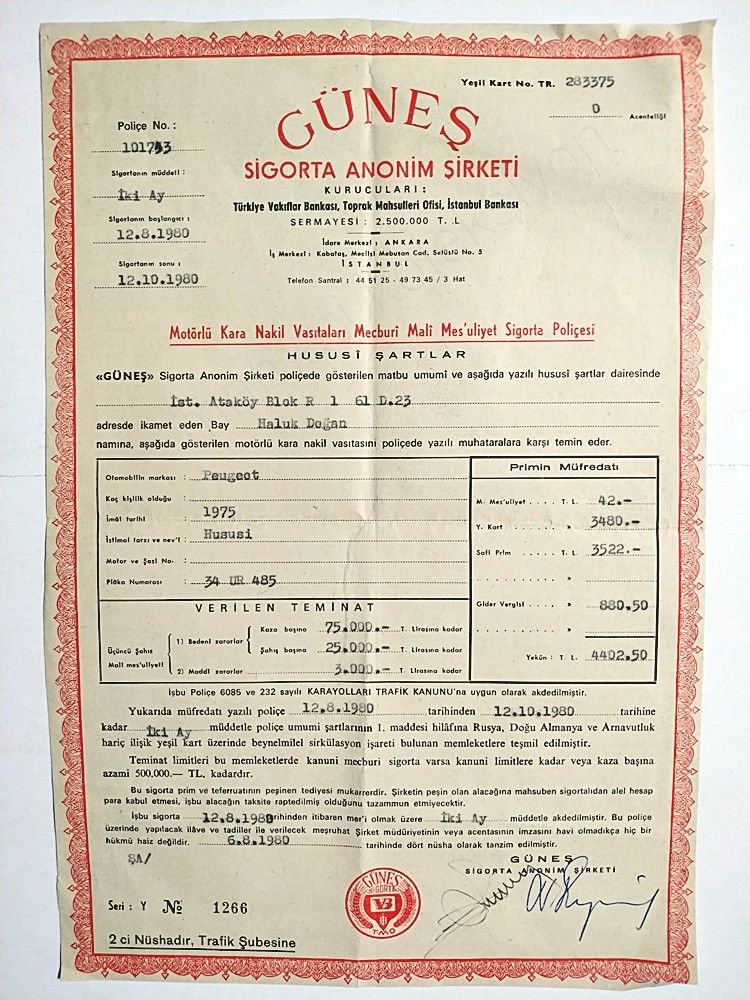 Yeşil Kart No. TR. 283375
0 Acenteliği
Poliçe No.:
101753
Sigortanın müddeti:
İki Ay
Sigortanın başlangıcı:
12.8.1980
Sigortanın sonu:
12.10.1980
GÜNEŞ
SİGORTA ANONİM ŞİRKETİ
KURUCULARI:
Türkiye Vakıflar Bankası, Toprak Mahsulleri Ofisi, İstanbul Bankası
SERMAYESİ: 2.500.000 T. L
İdare Merkezi: ANKARA
İş Merkezi: Kabataş, Meclisi Mebusan Cad. Setüstü No. 5
İSTANBUL
Telefon Santral: 44 51 25 - 49 73 45 / 3 Hat
Motörlü Kara Nakil Vasıtaları Mecburî Malî Mes'uliyet Sigorta Poliçesi
HUSUSİ ŞARTLAR
«GÜNEŞ» Sigorta Anonim Şirketi poliçede gösterilen matbu umumî ve aşağıda yazılı hususî şartlar dairesinde
İst. Ataköy Blok R 1 61 D.23
adresde ikamet eden Bay Haluk Doğan
namına, aşağıda gösterilen motörlü kara nakil vasıtasını poliçede yazılı muhataralara karşı temin eder.
Otomobilin markası: Peugeot
Kaç kişilik olduğu:
İmâl tarihi: 1975
İstimal tarzı ve nev'i: Hususi
Motor ve Şasi No.:
Plâka Numarası: 34 UR 485
Primin Müfredatı
M. Mes'uliyet .... T. L. 42.-
Y. Kart .... » 3480.-
Safi Prim .... T. L. 3522.-
»
Gider Vergisi .... » 880.50
»
Yekûn: T. L. 4402.50
VERİLEN TEMİNAT
Üçüncü Şahıs Mali mes'uliyeti
1) Bedenî zararlar
Kaza başına 75.000.- T. Lirasına kadar
Şahıs başına 25.000.- T. Lirasına kadar
2) Maddî zararlar 3.000.- T. Lirasına kadar
İşbu Poliçe 6085 ve 232 sayılı KARAYOLLARI TRAFİK KANUNU'na uygun olarak akdedilmiştir.
Yukarıda müfredatı yazılı poliçe 12.8.1980 tarihinden 12.10.1980 tarihine
kadar İki Ay müddetle poliçe umumî şartlarının 1. maddesi hilâfına Rusya, Doğu Almanya ve Arnavutluk
hariç ilişik yeşil kart üzerinde beynelmilel sirkülasyon işareti bulunan memleketlere teşmil edilmiştir.
Teminat limitleri bu memleketlerde kanuni mecburi sigorta varsa kanuni limitlere kadar veya kaza başına
azami 500,000.— TL. kadardır.
Bu sigorta prim ve teferruatının peşinen tediyesi mukarrerdir. Şirketin peşin olan alacağına mahsuben sigortalıdan alel hesap
para kabul etmesi, işbu alacağın taksite raptedilmiş olduğunu tazammun etmiyecektir.
İşbu sigorta 12.8.1980 tarihinden itibaren mer'i olmak üzere İki Ay müddetle akdedilmiştir. Bu poliçe
üzerinde yapılacak ilâve ve tadiller ile verilecek meşruhat Şirket müdüriyetinin veya acentasının imzasını havi olmadıkça hiç bir
hükmü haiz değildir. 6.8.1980 tarihinde dört nüsha olarak tanzim edilmiştir.
ŞA/
GÜNEŞ
SİGORTA ANONİM ŞİRKETİ
GÜNEŞ
SİGORTA
VB
TMO
Seri: Y No 1266
2 ci Nüshadır, Trafik Şubesine